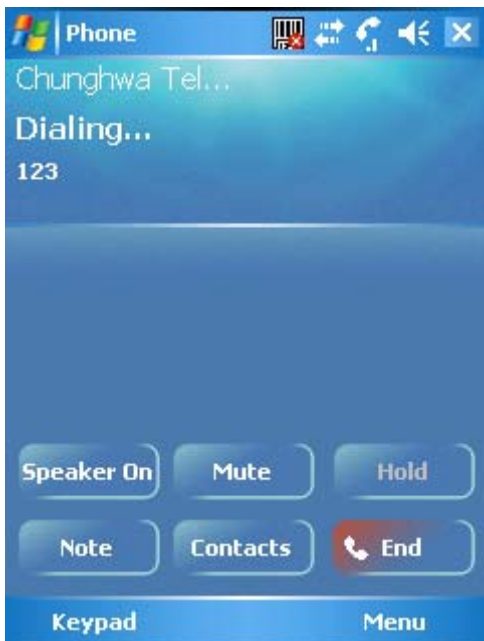 Phone
Chunghwa Tel...
Dialing...
123
Speaker On Mute Hold
Note Contacts End
Keypad Menu